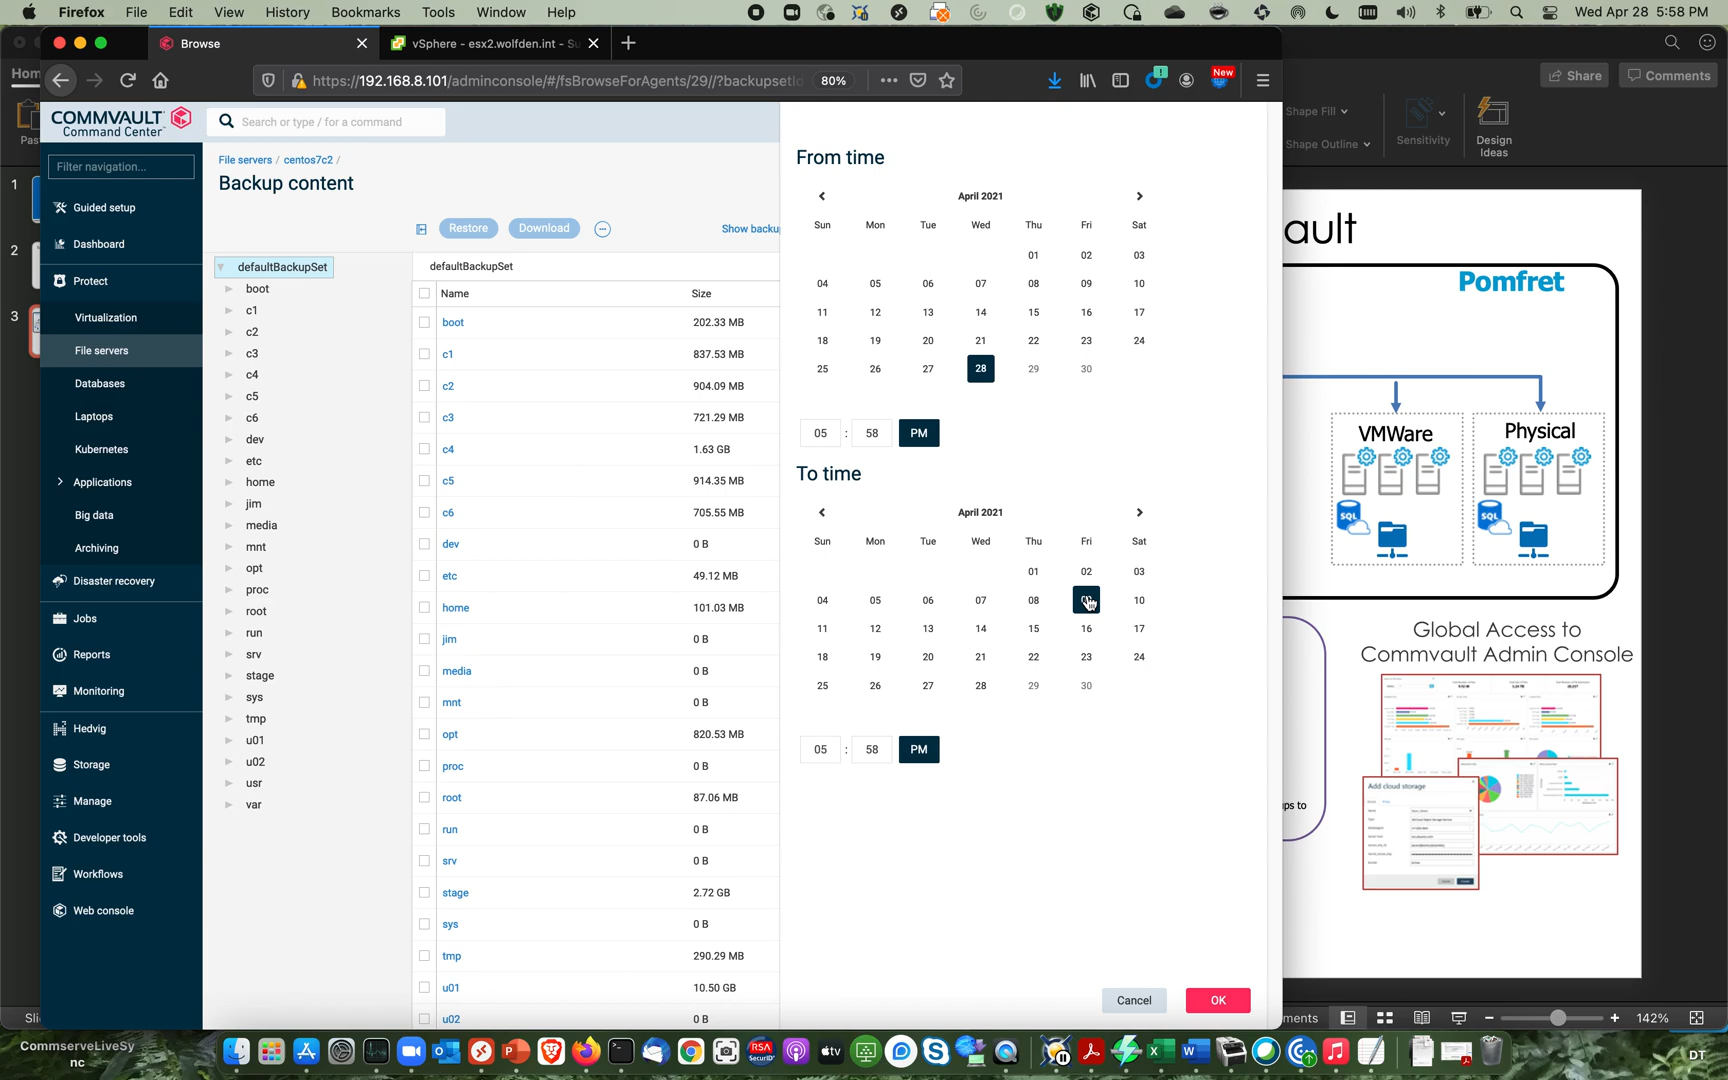 Firefox File Edit View History Bookmarks Tools Window Help
Wed Apr 28 5:58 PM
Browse
vSphere - esx2.wolfden.int - Su
https://192.168.8.101/adminconsole/#/fsBrowseForAgents/29//?backupsetId
80%
New
Share
Comments
Shape Fill
Shape Outline
Sensitivity
Design
Ideas
COMMVAULT
Command Center
Search or type / for a command
Filter navigation...
Guided setup
Dashboard
Protect
Virtualization
File servers
Databases
Laptops
Kubernetes
Applications
Big data
Archiving
Disaster recovery
Jobs
Reports
Monitoring
Hedvig
Storage
Manage
Developer tools
Workflows
Web console
File servers / centos7c2 /
Backup content
Restore Download
Show backu
defaultBackupSet
boot
c1
c2
c3
c4
c5
c6
dev
etc
home
jim
media
mnt
opt
proc
root
run
srv
stage
sys
tmp
u01
u02
usr
var
defaultBackupSet
Name Size
boot 202.33 MB
c1 837.53 MB
c2 904.09 MB
c3 721.29 MB
c4 1.63 GB
c5 914.35 MB
c6 705.55 MB
dev 0 B
etc 49.12 MB
home 101.03 MB
jim 0 B
media 0 B
mnt 0 B
opt 820.53 MB
proc 0 B
root 87.06 MB
run 0 B
srv 0 B
stage 2.72 GB
sys 0 B
tmp 290.29 MB
u01 10.50 GB
u02 0 B
From time
April 2021
Sun Mon Tue Wed Thu Fri Sat
01 02 03
04 05 06 07 08 09 10
11 12 13 14 15 16 17
18 19 20 21 22 23 24
25 26 27 28 29 30
05 : 58 PM
To time
April 2021
Sun Mon Tue Wed Thu Fri Sat
01 02 03
04 05 06 07 08 10
11 12 13 14 15 16 17
18 19 20 21 22 23 24
25 26 27 28 29 30
05 : 58 PM
Cancel OK
1
2
3
ault
Pomfret
VMWare
Physical
SQL
SQL
Global Access to
Commvault Admin Console
Add cloud storage
ps to
ments
142%
CommserveLiveSy
nc
RSA
SecurID
tv
DT